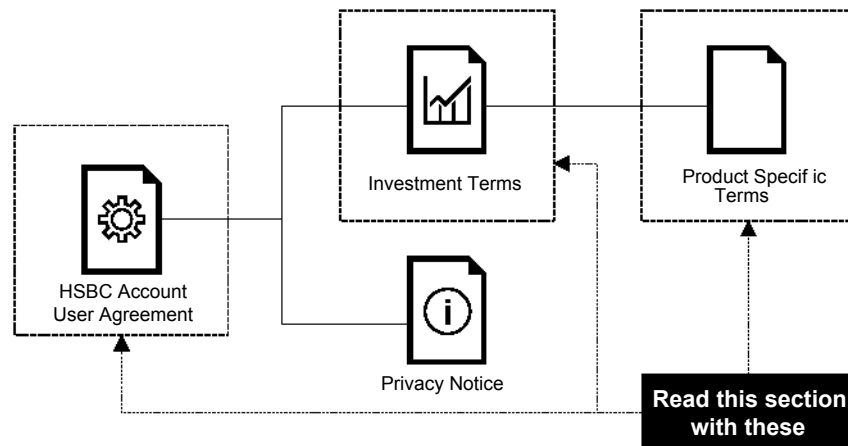 HSBC Account
User Agreement
Investment Terms
Privacy Notice
Product Specif ic
Terms
Read this section
with these